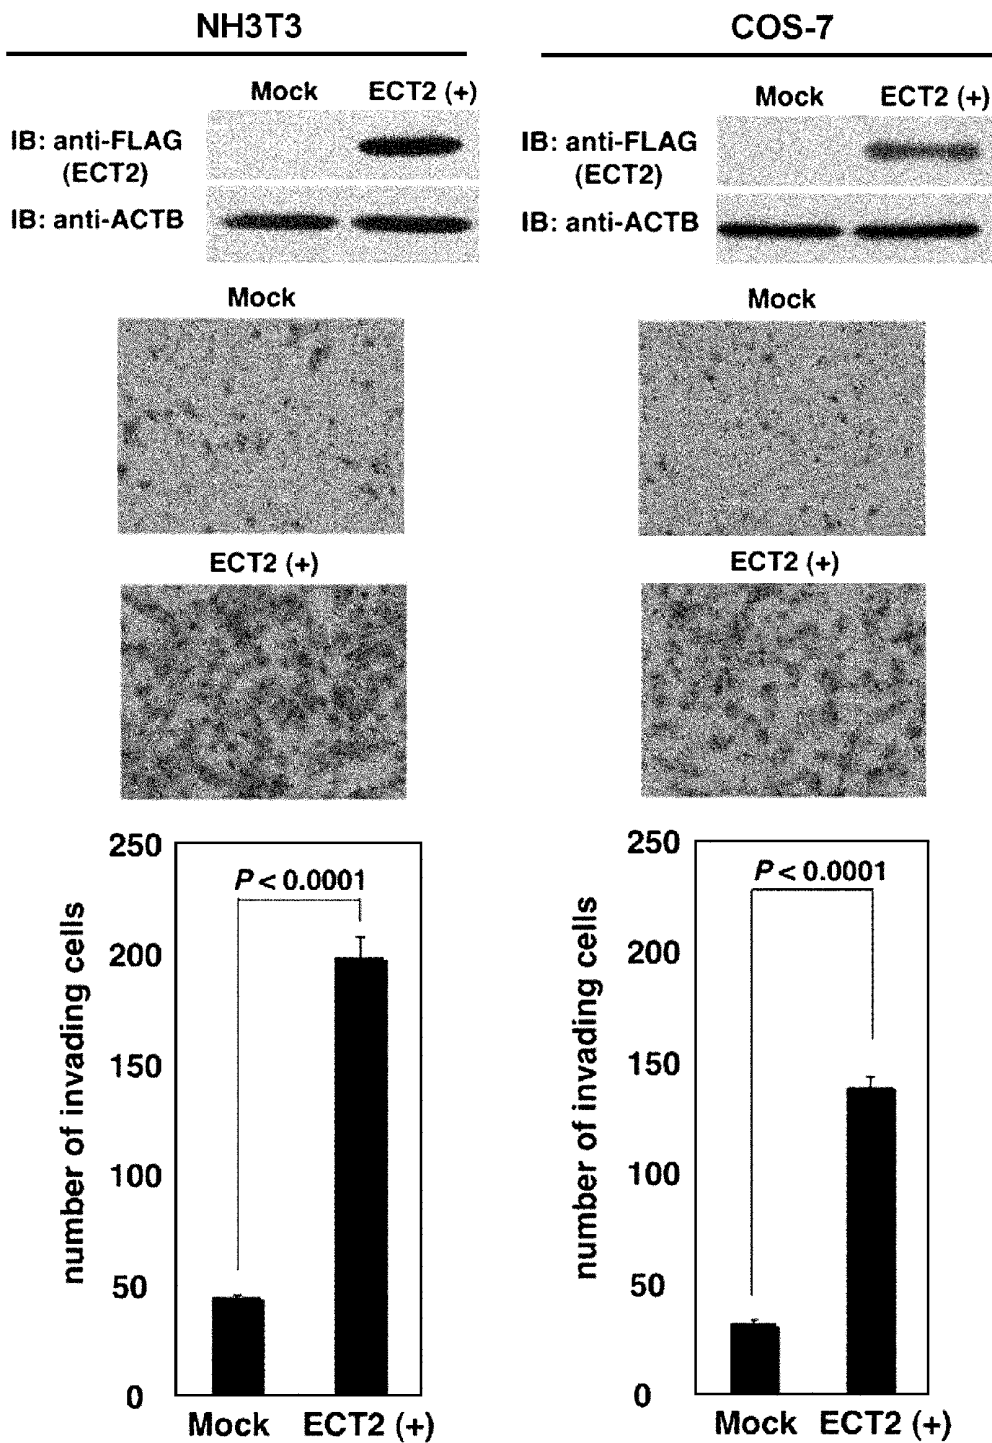 NH3T3
Mock ECT2 (+)
IB: anti-FLAG
(ECT2)
IB: anti-ACTB
Mock
ECT2 (+)
250
200
150
100
50
0
number of invading cells
P < 0.0001
Mock ECT2 (+)
COS-7
Mock ECT2 (+)
IB: anti-FLAG
(ECT2)
IB: anti-ACTB
Mock
ECT2 (+)
250
200
150
100
50
0
number of invading cells
P < 0.0001
Mock ECT2 (+)